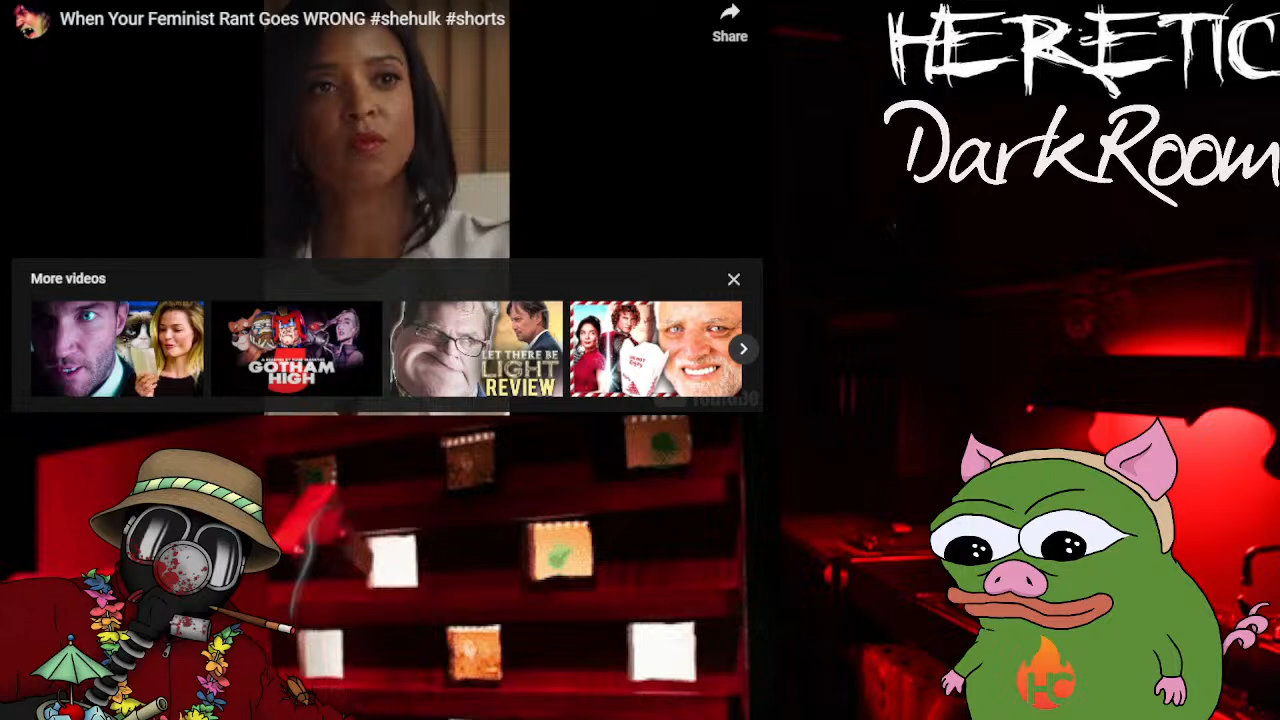 When Your Feminist Rant Goes WRONG #shehulk #shorts
Share
HERETIC
DarkRoom
More videos
GOTHAM
HIGH
LET THERE BE
LIGHT
REVIEW
HC